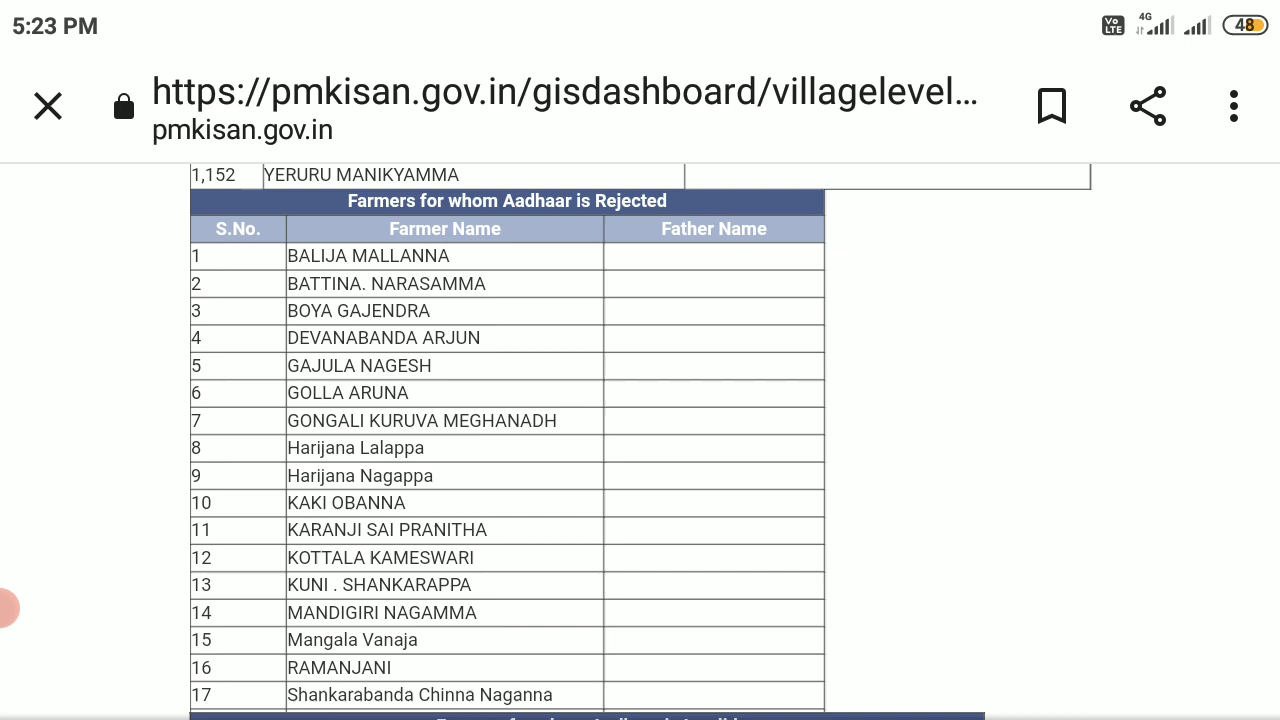 5:23 PM
Vo LTE 4G 48
https://pmkisan.gov.in/gisdashboard/villagelevel...
pmkisan.gov.in
1,152 YERURU MANIKYAMMA
Farmers for whom Aadhaar is Rejected
S.No. Farmer Name Father Name
1 BALIJA MALLANNA
2 BATTINA. NARASAMMA
3 BOYA GAJENDRA
4 DEVANABANDA ARJUN
5 GAJULA NAGESH
6 GOLLA ARUNA
7 GONGALI KURUVA MEGHANADH
8 Harijana Lalappa
9 Harijana Nagappa
10 KAKI OBANNA
11 KARANJI SAI PRANITHA
12 KOTTALA KAMESWARI
13 KUNI . SHANKARAPPA
14 MANDIGIRI NAGAMMA
15 Mangala Vanaja
16 RAMANJANI
17 Shankarabanda Chinna Naganna